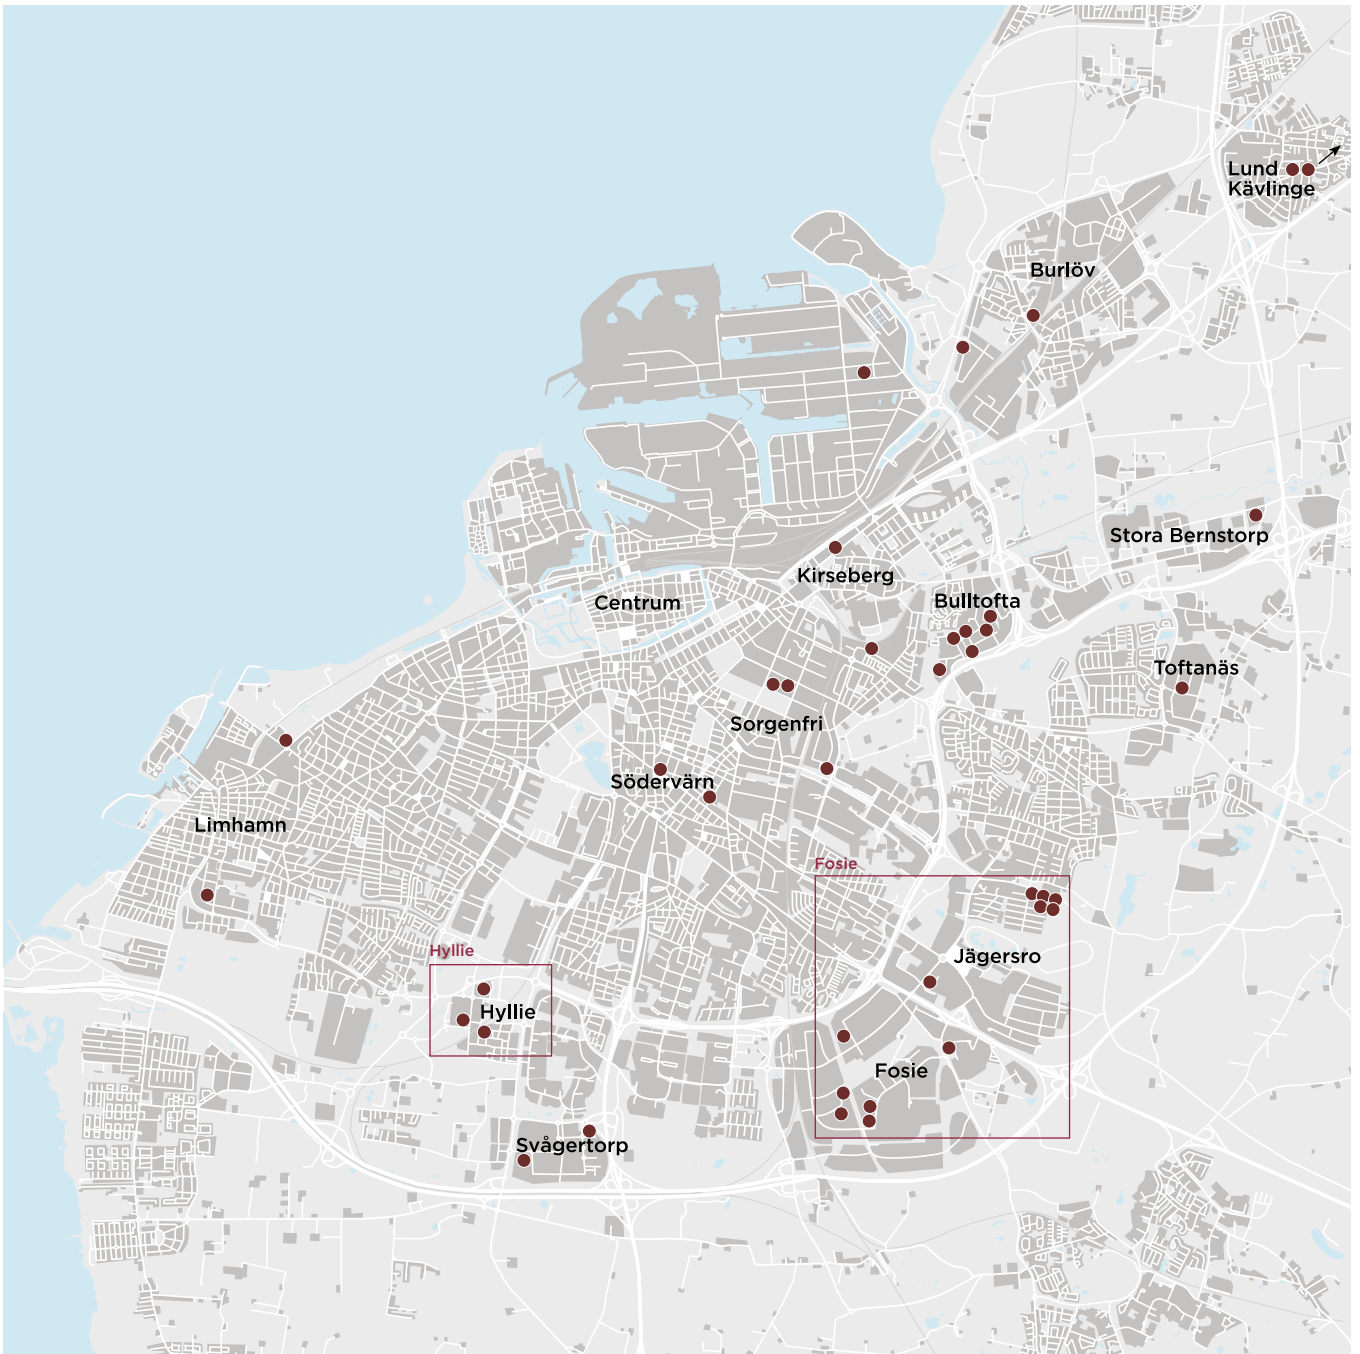 Lund
Kävlinge
Burlöv
Stora Bernstorp
Kirseberg
Centrum
Bulltofta
Toftanäs
Sorgenfri
Södervärn
Limhamn
Fosie
Hyllie
Jägersro
Hyllie
Fosie
Svågertorp